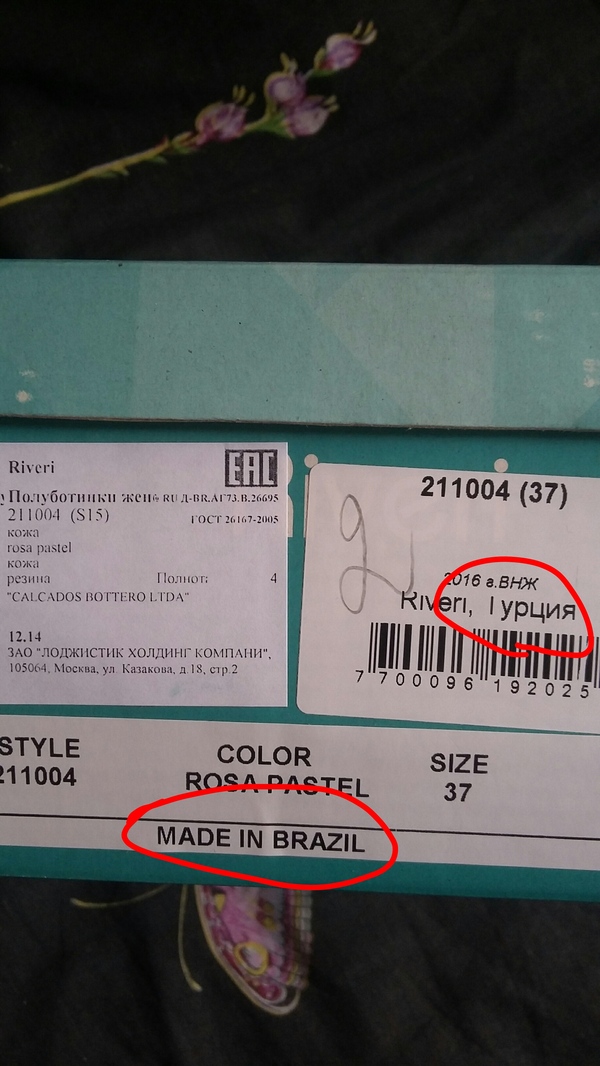 Riveri
EAC
Полуботинки жен
RU Д-BR.АГ73.В.26695
211004 (S15)
ГОСТ 26167-2005
кожа
rosa pastel
кожа
резина Полнот: 4
"CALCADOS BOTTERO LTDA"
12.14
ЗАО "ЛОДЖИСТИК ХОЛДИНГ КОМПАНИ",
105064, Москва, ул. Казакова, д.18, стр.2
211004 (37)
2
2016 г.ВНЖ
Riveri, Турция
7 700096 192025
STYLE COLOR SIZE
211004 ROSA PASTEL 37
MADE IN BRAZIL